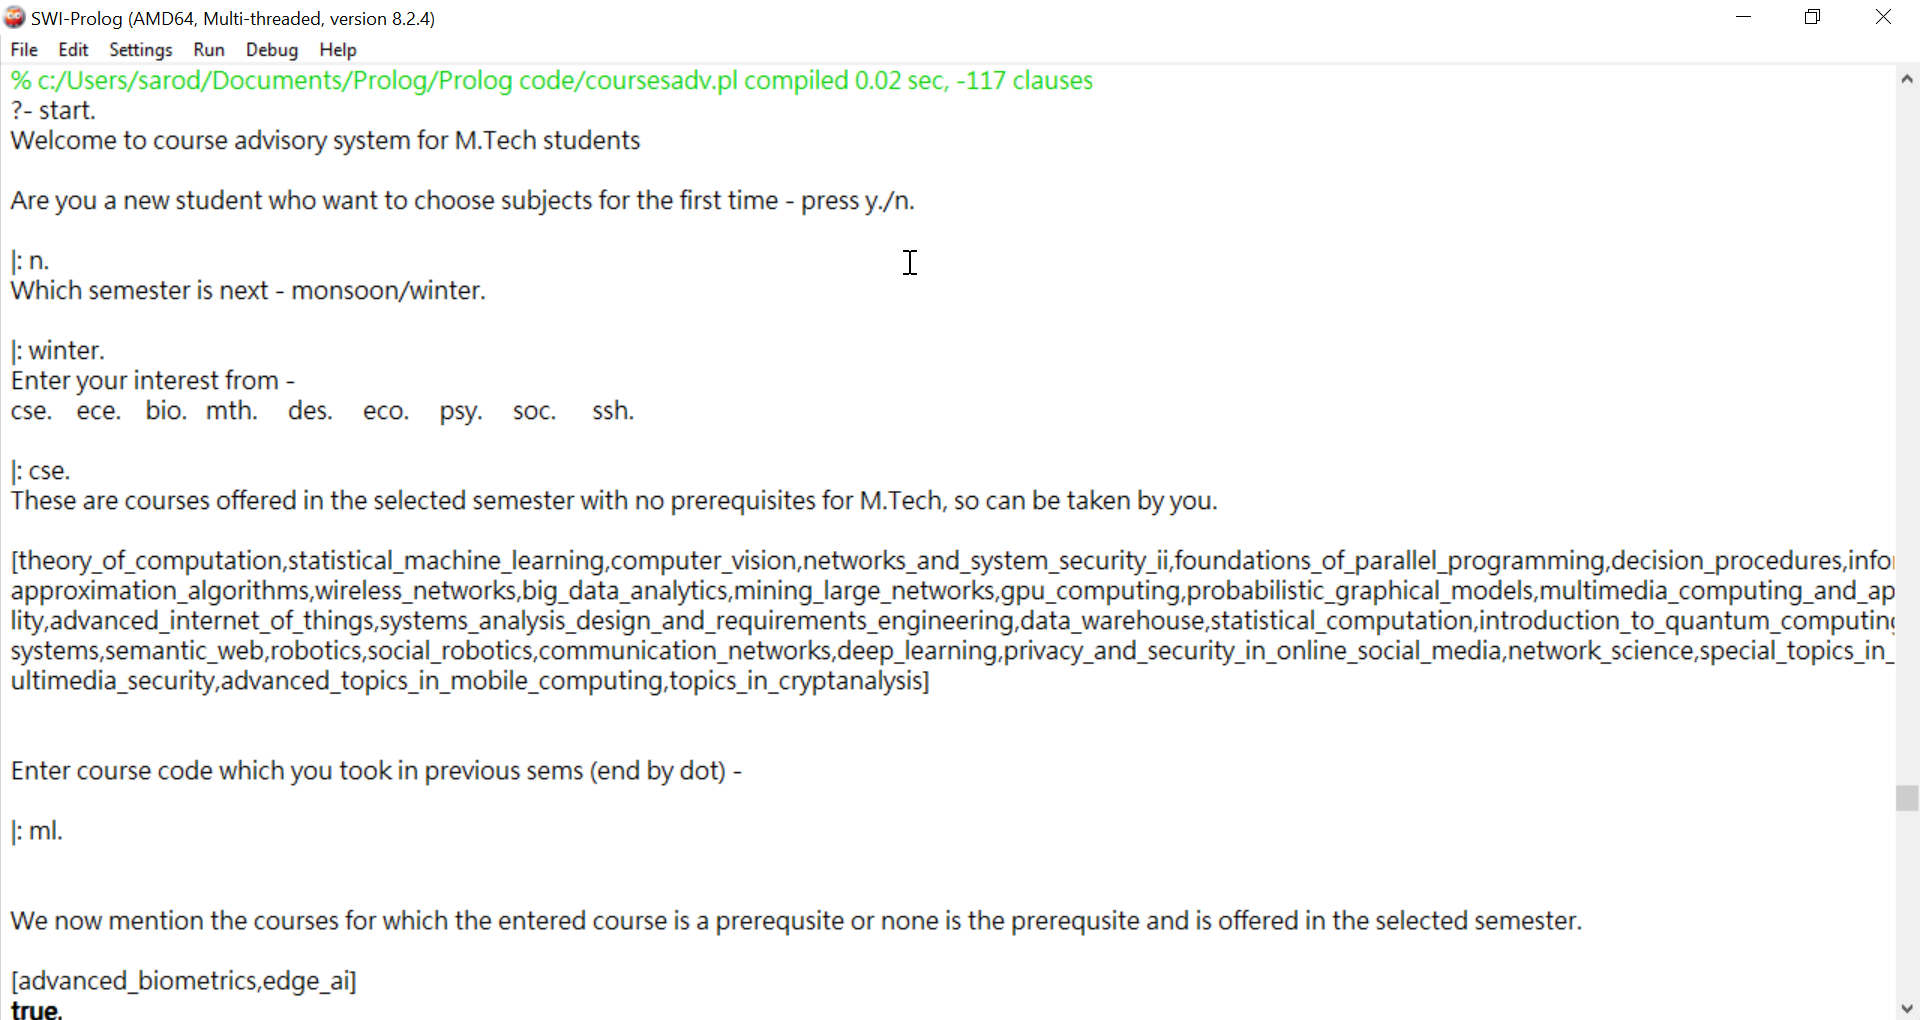 SWI-Prolog (AMD64, Multi-threaded, version 8.2.4)
File Edit Settings Run Debug Help
% c:/Users/sarod/Documents/Prolog/Prolog code/coursesadv.pl compiled 0.02 sec, -117 clauses
?- start.
Welcome to course advisory system for M.Tech students
Are you a new student who want to choose subjects for the first time - press y./n.
|: n.
Which semester is next - monsoon/winter.
|: winter.
Enter your interest from -
cse. ece. bio. mth. des. eco. psy. soc. ssh.
|: cse.
These are courses offered in the selected semester with no prerequisites for M.Tech, so can be taken by you.
[theory_of_computation,statistical_machine_learning,computer_vision,networks_and_system_security_ii,foundations_of_parallel_programming,decision_procedures,infor
approximation_algorithms,wireless_networks,big_data_analytics,mining_large_networks,gpu_computing,probabilistic_graphical_models,multimedia_computing_and_ap
lity,advanced_internet_of_things,systems_analysis_design_and_requirements_engineering,data_warehouse,statistical_computation,introduction_to_quantum_computing
systems,semantic_web,robotics,social_robotics,communication_networks,deep_learning,privacy_and_security_in_online_social_media,network_science,special_topics_in_
ultimedia_security,advanced_topics_in_mobile_computing,topics_in_cryptanalysis]
Enter course code which you took in previous sems (end by dot) -
|: ml.
We now mention the courses for which the entered course is a prerequsite or none is the prerequsite and is offered in the selected semester.
[advanced_biometrics,edge_ai]
true.